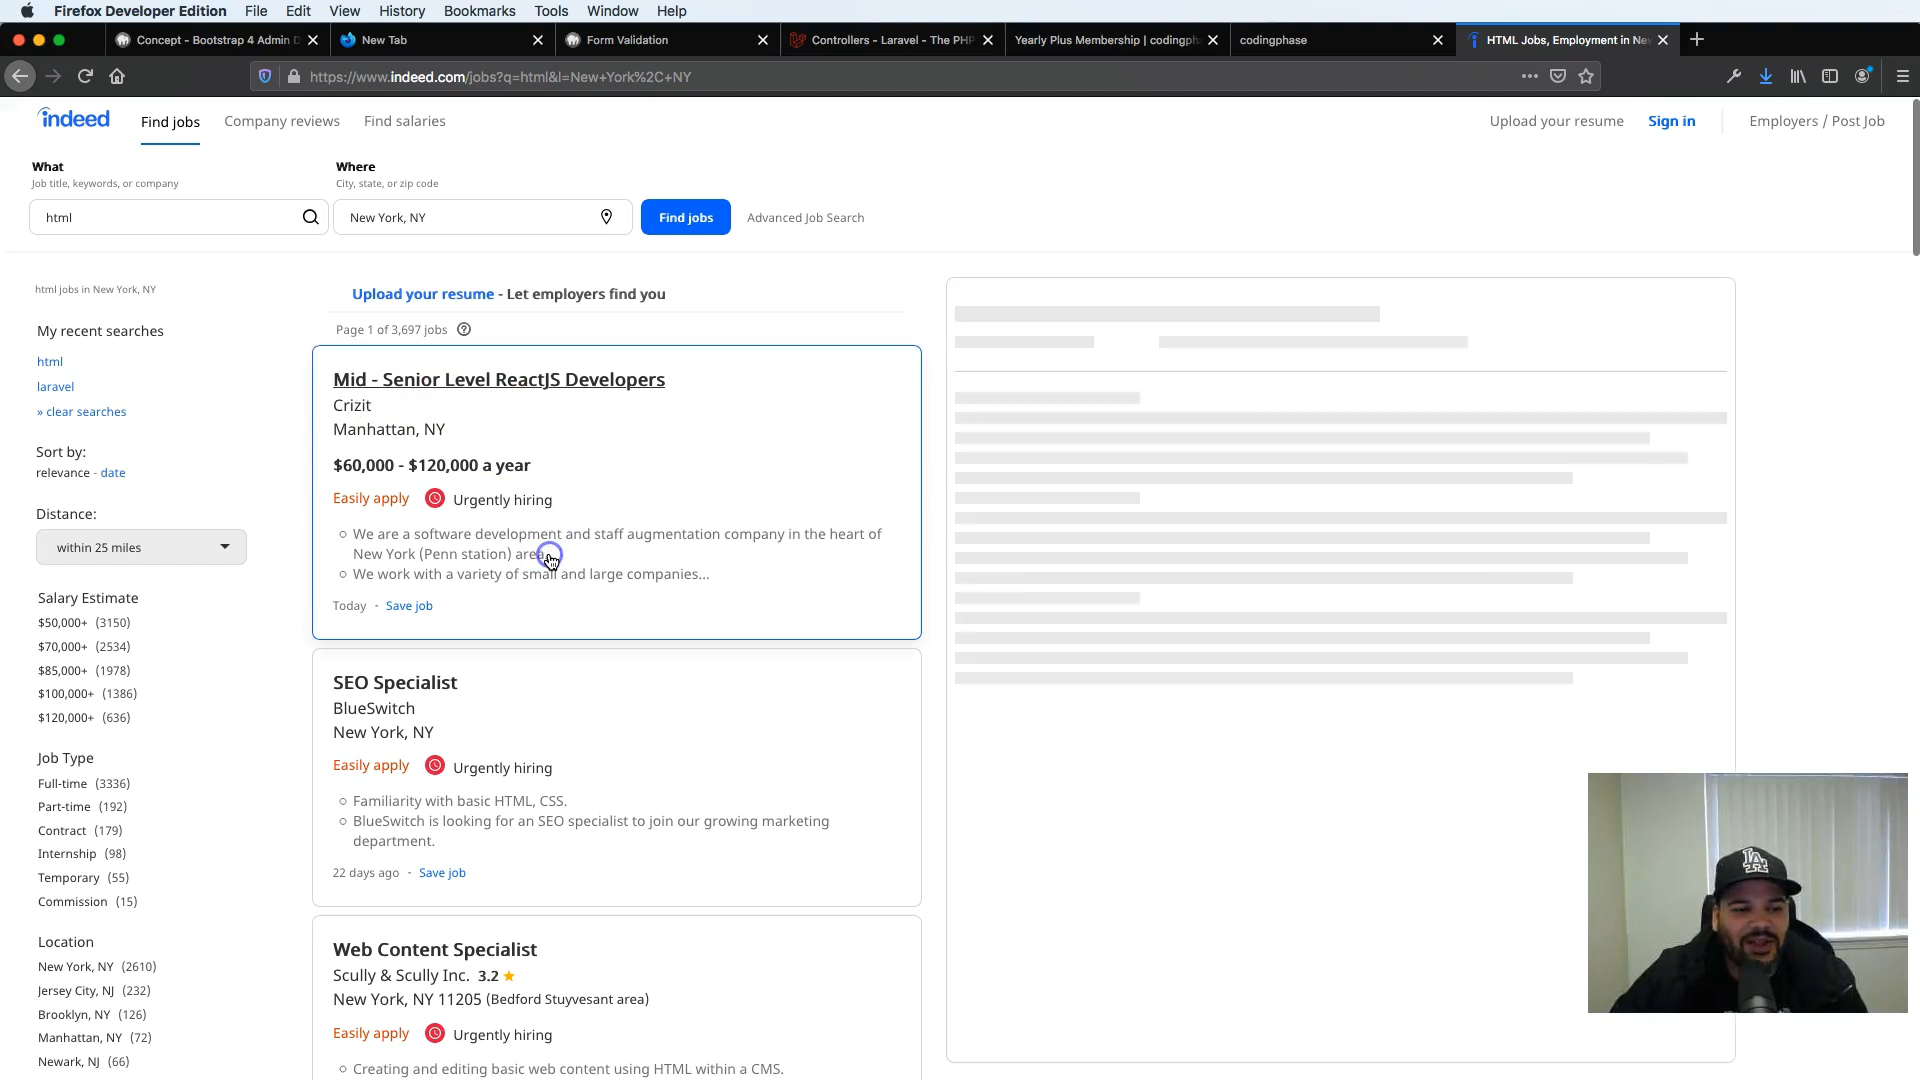 Firefox Developer Edition File Edit View History Bookmarks Tools Window Help
Concept - Bootstrap 4 Admin D
New Tab
Form Validation
Controllers - Laravel - The PHP
Yearly Plus Membership | codingph
codingphase
HTML Jobs, Employment in Ne
https://www.indeed.com/jobs?q=html&l=New+York%2C+NY
indeed
Find jobs
Company reviews
Find salaries
Upload your resume
Sign in
Employers / Post Job
What
Job title, keywords, or company
Where
City, state, or zip code
html
New York, NY
Find jobs
Advanced Job Search
html jobs in New York, NY
My recent searches
html
laravel
» clear searches
Sort by:
relevance - date
Distance:
within 25 miles
Salary Estimate
$50,000+ (3150)
$70,000+ (2534)
$85,000+ (1978)
$100,000+ (1386)
$120,000+ (636)
Job Type
Full-time (3336)
Part-time (192)
Contract (179)
Internship (98)
Temporary (55)
Commission (15)
Location
New York, NY (2610)
Jersey City, NJ (232)
Brooklyn, NY (126)
Manhattan, NY (72)
Newark, NJ (66)
Upload your resume - Let employers find you
Page 1 of 3,697 jobs
Mid - Senior Level ReactJS Developers
Crizit
Manhattan, NY
$60,000 - $120,000 a year
Easily apply Urgently hiring
We are a software development and staff augmentation company in the heart of
New York (Penn station) area.
We work with a variety of small and large companies...
Today - Save job
SEO Specialist
BlueSwitch
New York, NY
Easily apply Urgently hiring
Familiarity with basic HTML, CSS.
BlueSwitch is looking for an SEO specialist to join our growing marketing
department.
22 days ago - Save job
Web Content Specialist
Scully & Scully Inc. 3.2
New York, NY 11205 (Bedford Stuyvesant area)
Easily apply Urgently hiring
Creating and editing basic web content using HTML within a CMS.
LA